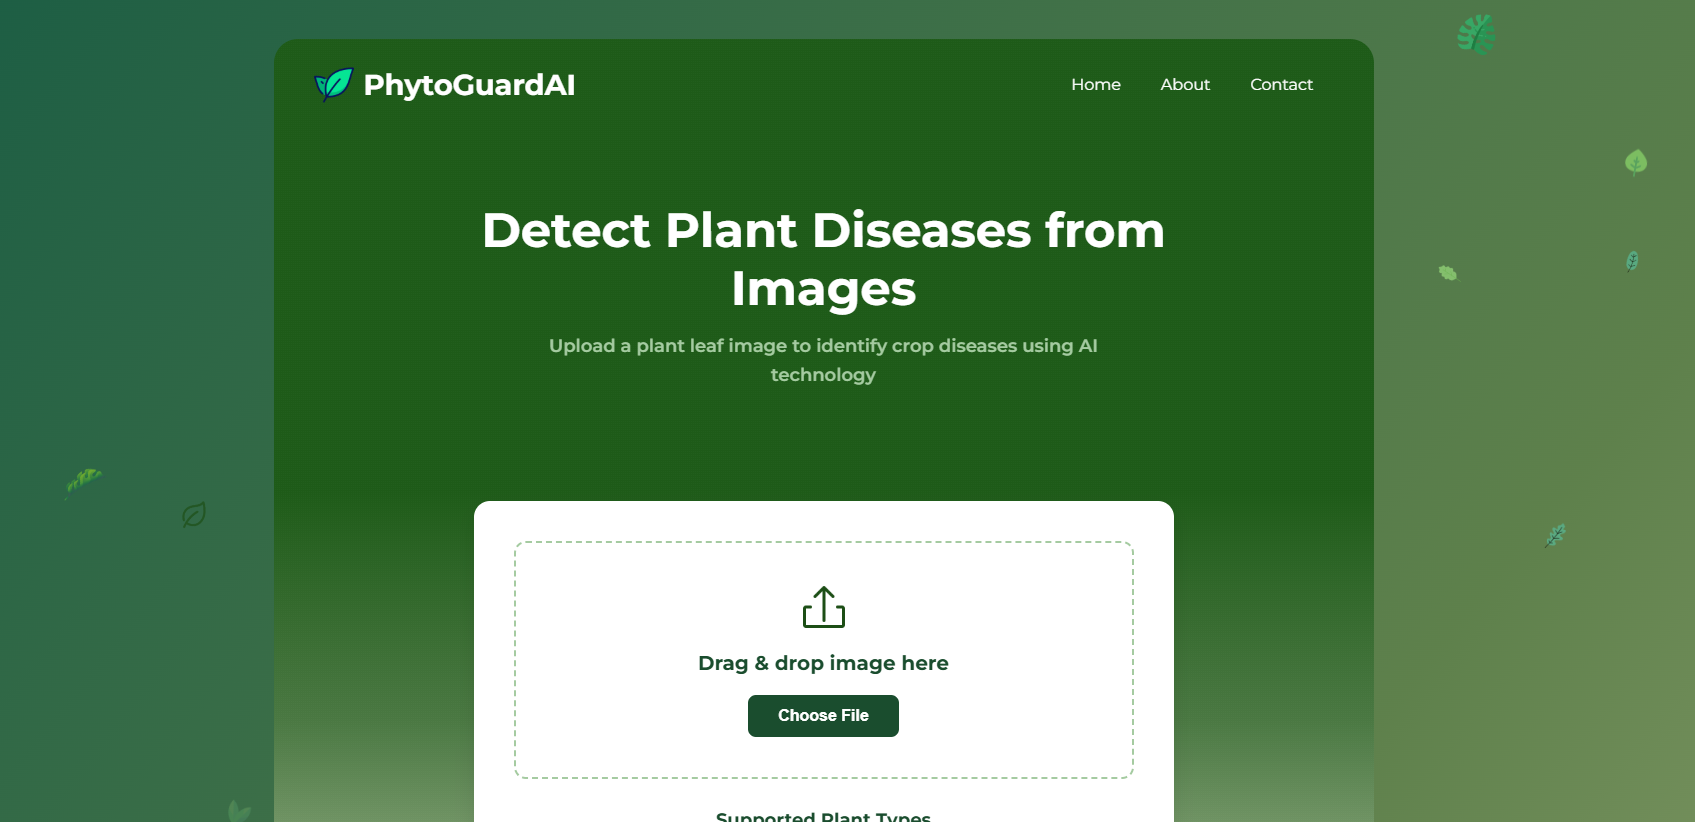 PhytoGuardAI
Home
About
Contact
Detect Plant Diseases from
Images
Upload a plant leaf image to identify crop diseases using AI
technology
Drag & drop image here
Choose File
Supported Plant Types